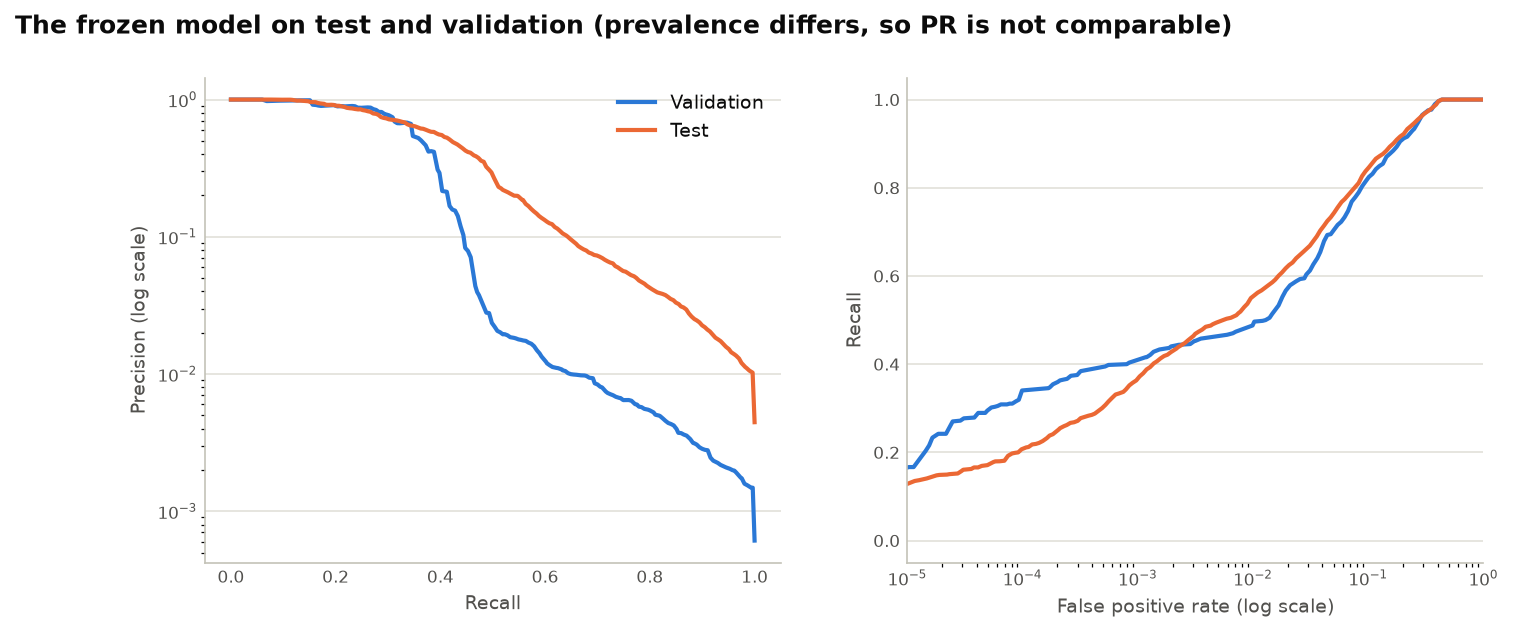 The frozen model on test and validation (prevalence differs, so PR is not comparable)
Precision (log scale)
10⁰
10⁻¹
10⁻²
10⁻³
Validation
Test
0.0 0.2 0.4 0.6 0.8 1.0
Recall
Recall
1.0
0.8
0.6
0.4
0.2
0.0
10⁻⁵ 10⁻⁴ 10⁻³ 10⁻² 10⁻¹ 10⁰
False positive rate (log scale)